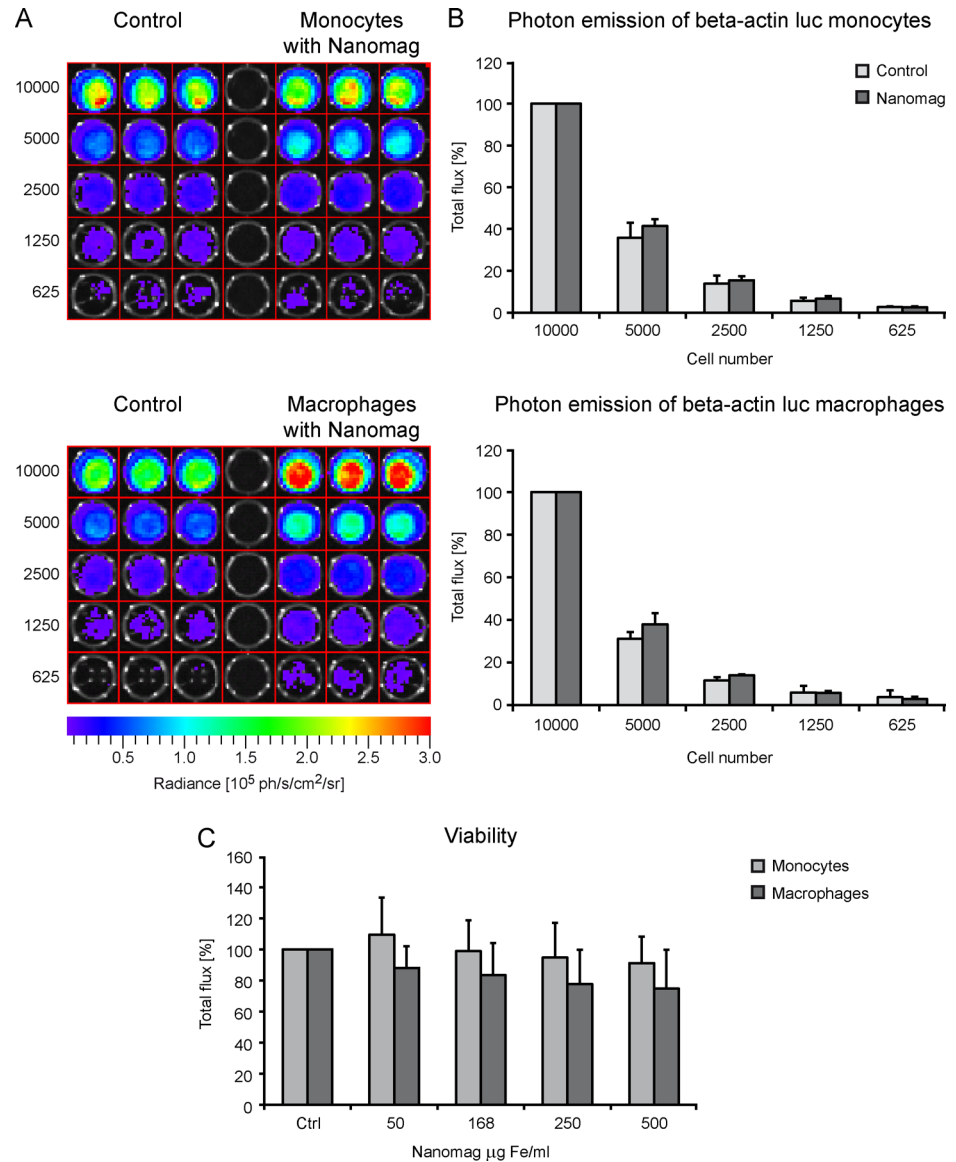 A
Control
Monocytes
with Nanomag
10000
5000
2500
1250
625
B
Photon emission of beta-actin luc monocytes
120
100
80
60
40
20
0
Total flux [%]
Control
Nanomag
10000 5000 2500 1250 625
Cell number
Control
Macrophages
with Nanomag
10000
5000
2500
1250
625
0.5 1.0 1.5 2.0 2.5 3.0
Radiance [10⁵ ph/s/cm²/sr]
Photon emission of beta-actin luc macrophages
120
100
80
60
40
20
0
Total flux [%]
10000 5000 2500 1250 625
Cell number
C
Viability
160
140
120
100
80
60
40
20
0
Total flux [%]
Monocytes
Macrophages
Ctrl 50 168 250 500
Nanomag µg Fe/ml